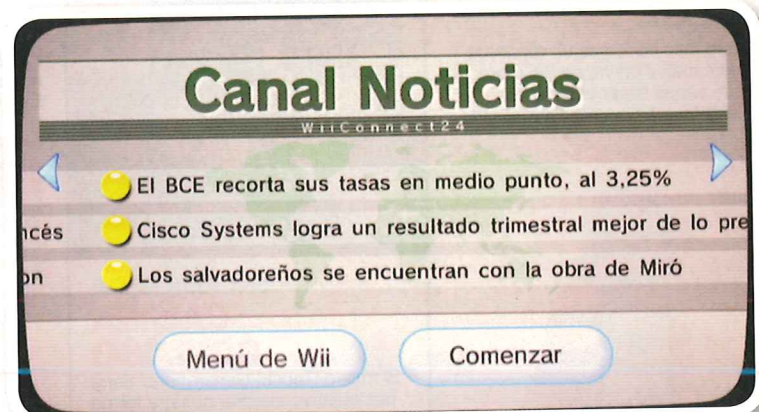 Canal Noticias
WiiConnect24
El BCE recorta sus tasas en medio punto, al 3,25%
ncés Cisco Systems logra un resultado trimestral mejor de lo pre
on Los salvadoreños se encuentran con la obra de Miró
Menú de Wii Comenzar